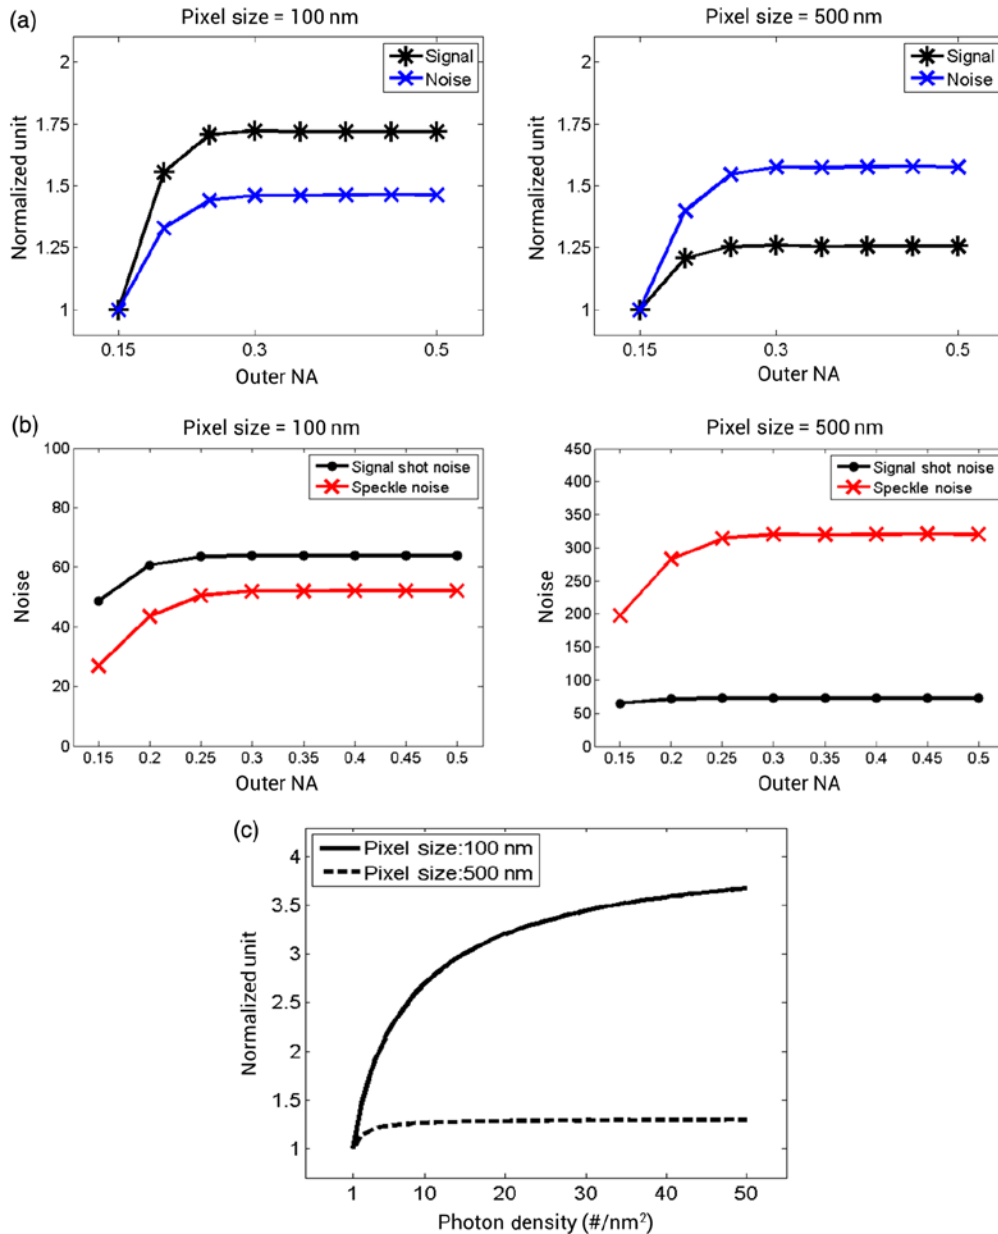 (a)
Pixel size = 100 nm
2
1.75
1.5
1.25
1
Normalized unit
Signal
Noise
0.15
0.3
0.5
Outer NA
Pixel size = 500 nm
2
1.75
1.5
1.25
1
Normalized unit
Signal
Noise
0.15
0.3
0.5
Outer NA
(b)
Pixel size = 100 nm
100
80
60
40
20
0
Noise
Signal shot noise
Speckle noise
0.15 0.2 0.25 0.3 0.35 0.4 0.45 0.5
Outer NA
Pixel size = 500 nm
450
400
350
300
250
200
150
100
50
0
Noise
Signal shot noise
Speckle noise
0.15 0.2 0.25 0.3 0.35 0.4 0.45 0.5
Outer NA
(c)
4
3.5
3
2.5
2
1.5
1
Normalized unit
Pixel size:100 nm
Pixel size:500 nm
1 10 20 30 40 50
Photon density (#/nm²)